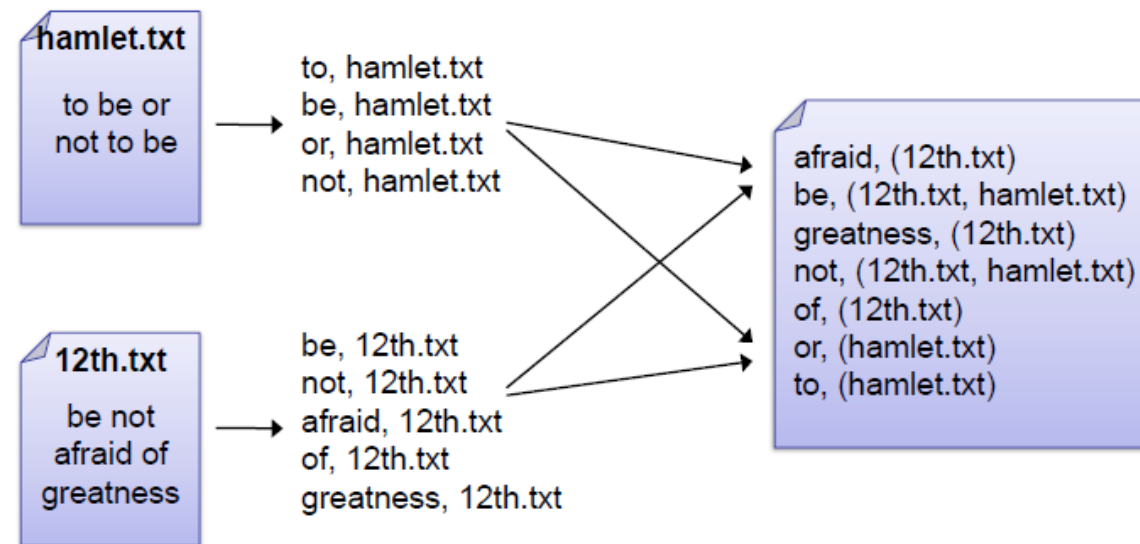 hamlet.txt
to be or
not to be
to, hamlet.txt
be, hamlet.txt
or, hamlet.txt
not, hamlet.txt
12th.txt
be not
afraid of
greatness
be, 12th.txt
not, 12th.txt
afraid, 12th.txt
of, 12th.txt
greatness, 12th.txt
afraid, (12th.txt)
be, (12th.txt, hamlet.txt)
greatness, (12th.txt)
not, (12th.txt, hamlet.txt)
of, (12th.txt)
or, (hamlet.txt)
to, (hamlet.txt)